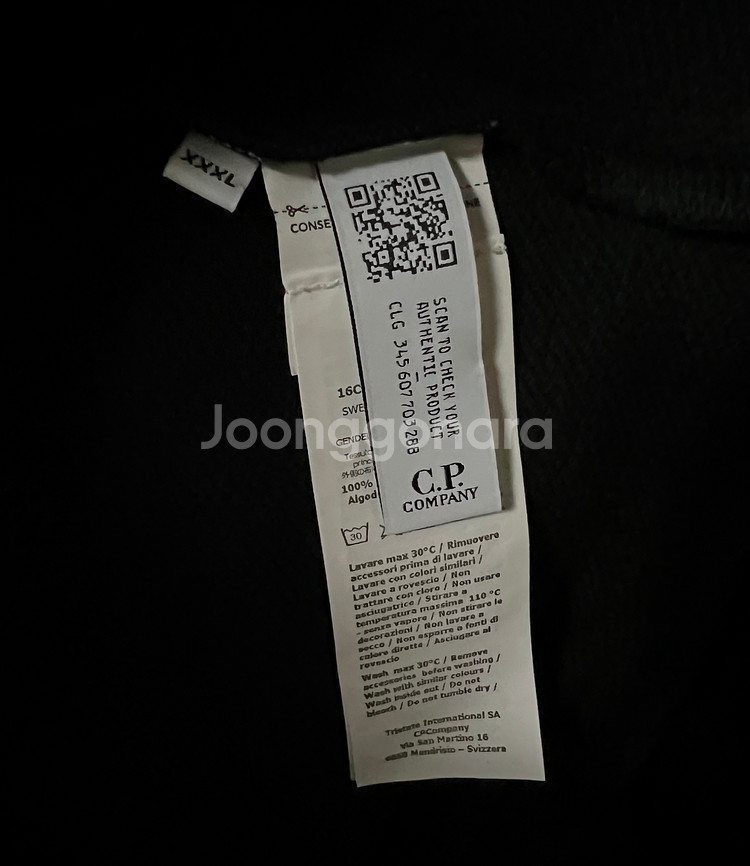 XXXL
CONSE
NE
SCAN TO CHECK YOUR
AUTHENTIC PRODUCT
CLG 345607703288
C.P.
COMPANY
16C
SWE
GENDE
100%
Algod
30
Joonggonara
Lavare max 30°C / Rimuovere
accessori prima di lavare /
Lavare con colori similari /
Lavare a rovescio / Non
trattare con cloro / Non usare
asciugatrice / Stirare a
temperatura massima 110 °C
- senza vapore / Non stirare le
decorazioni / Non lavare a
secco / Non esporre a fonti di
calore dirette / Asciugare al
rovescio
Wash max 30°C / Remove
accessories before washing /
Wash with similar colours /
Wash inside out / Do not
bleach / Do not tumble dry /
Tristate International SA
CPCompany
Via San Martino 16
6850 Mendrisio – Svizzera